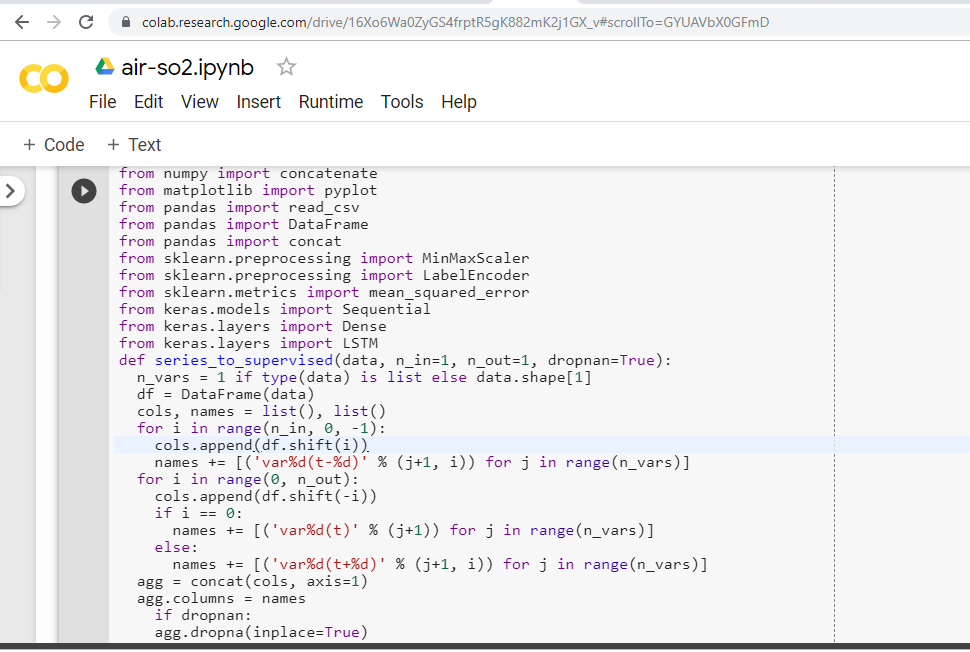 colab.research.google.com/drive/16Xo6Wa0ZyGS4frptR5gK882mK2j1GX_v#scrollTo=GYUAVbX0GFmD
air-so2.ipynb
File Edit View Insert Runtime Tools Help
+ Code + Text
from numpy import concatenate
from matplotlib import pyplot
from pandas import read_csv
from pandas import DataFrame
from pandas import concat
from sklearn.preprocessing import MinMaxScaler
from sklearn.preprocessing import LabelEncoder
from sklearn.metrics import mean_squared_error
from keras.models import Sequential
from keras.layers import Dense
from keras.layers import LSTM
def series_to_supervised(data, n_in=1, n_out=1, dropnan=True):
  n_vars = 1 if type(data) is list else data.shape[1]
  df = DataFrame(data)
  cols, names = list(), list()
  for i in range(n_in, 0, -1):
    cols.append(df.shift(i))
    names += [('var%d(t-%d)' % (j+1, i)) for j in range(n_vars)]
  for i in range(0, n_out):
    cols.append(df.shift(-i))
    if i == 0:
      names += [('var%d(t)' % (j+1)) for j in range(n_vars)]
    else:
      names += [('var%d(t+%d)' % (j+1, i)) for j in range(n_vars)]
  agg = concat(cols, axis=1)
  agg.columns = names
    if dropnan:
    agg.dropna(inplace=True)